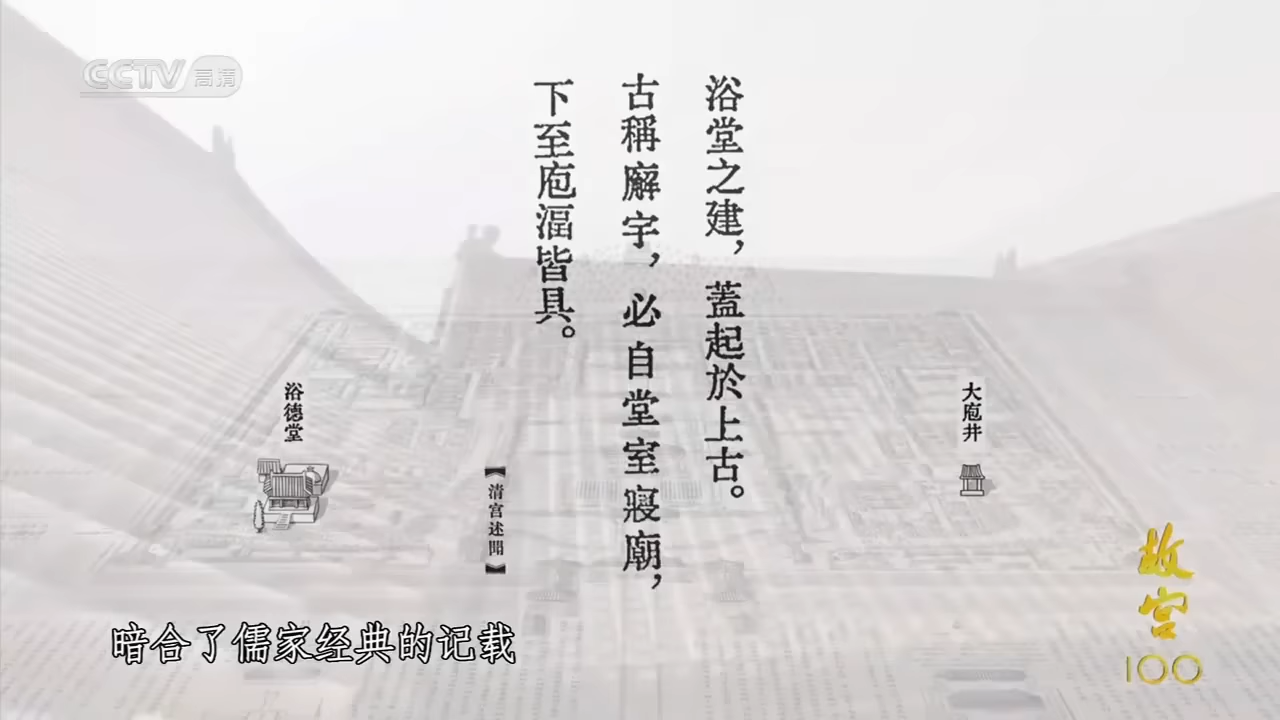 CCTV高清
浴堂之建，蓋起於上古。
古稱廨宇，必自堂室寢廟，
下至庖湢皆具。
【清宫述聞】
浴德堂
大庖井
暗合了儒家经典的记载
故宫
100